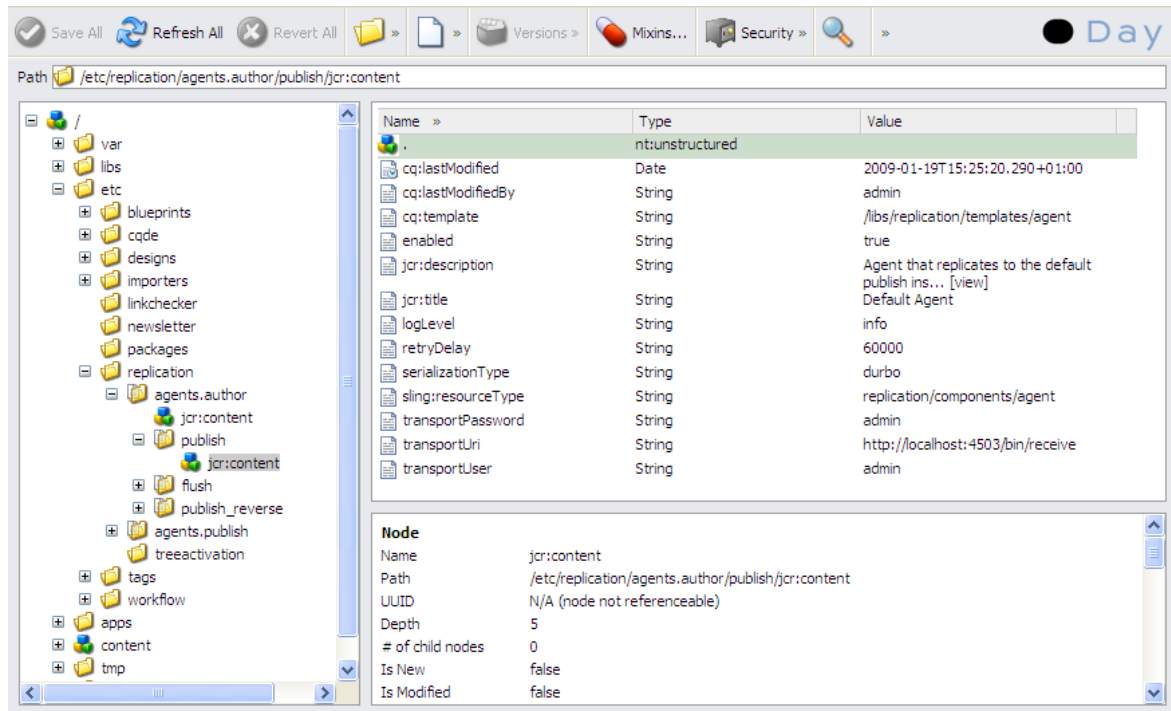 Save All Refresh All Revert All » » Versions » Mixins... Security » » Day
Path /etc/replication/agents.author/publish/jcr:content
/
var
libs
etc
blueprints
cqde
designs
importers
linkchecker
newsletter
packages
replication
agents.author
jcr:content
publish
jcr:content
flush
publish_reverse
agents.publish
treeactivation
tags
workflow
apps
content
tmp
Name » Type Value
. nt:unstructured
cq:lastModified Date 2009-01-19T15:25:20.290+01:00
cq:lastModifiedBy String admin
cq:template String /libs/replication/templates/agent
enabled String true
jcr:description String Agent that replicates to the default
publish ins... [view]
jcr:title String Default Agent
logLevel String info
retryDelay String 60000
serializationType String durbo
sling:resourceType String replication/components/agent
transportPassword String admin
transportUri String http://localhost:4503/bin/receive
transportUser String admin
Node
Name jcr:content
Path /etc/replication/agents.author/publish/jcr:content
UUID N/A (node not referenceable)
Depth 5
# of child nodes 0
Is New false
Is Modified false